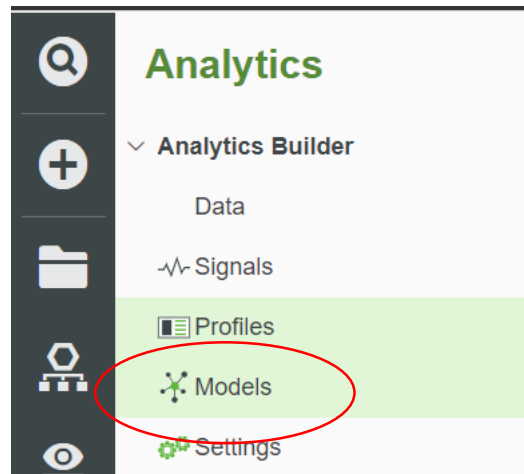 Analytics
Analytics Builder
Data
Signals
Profiles
Models
Settings